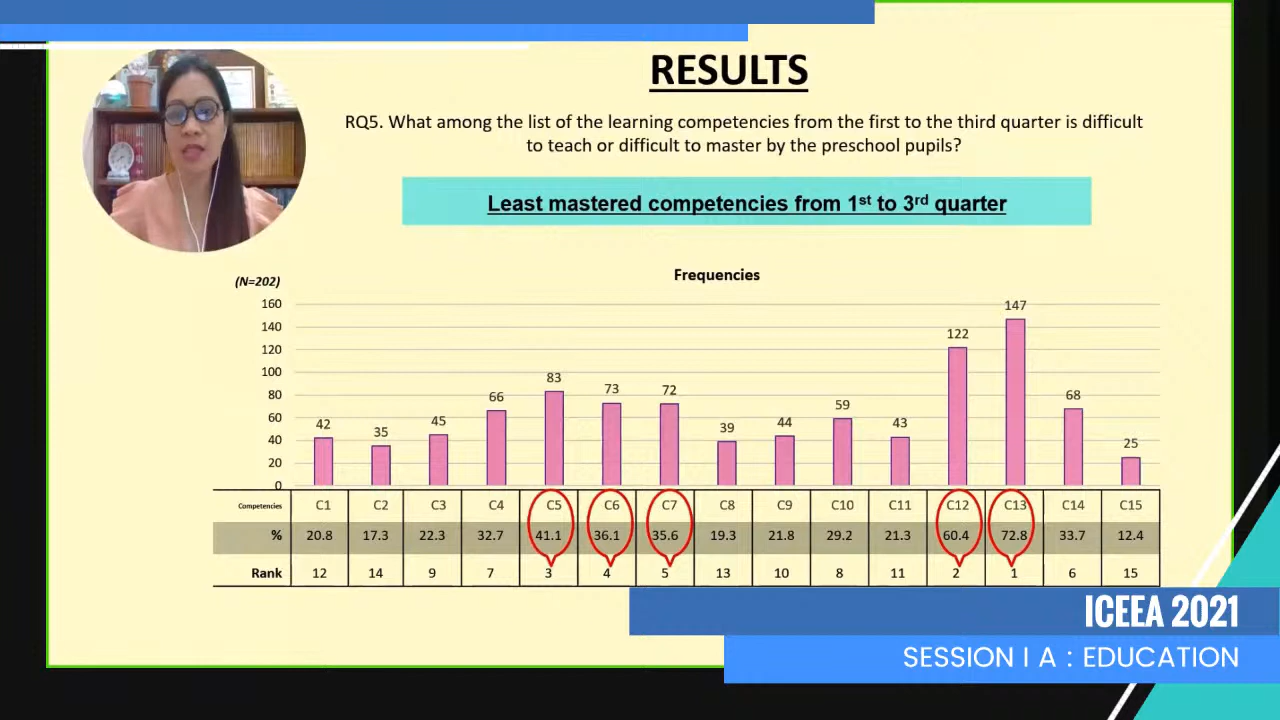 RESULTS
RQ5. What among the list of the learning competencies from the first to the third quarter is difficult
to teach or difficult to master by the preschool pupils?
Least mastered competencies from 1st to 3rd quarter
(N=202)
Frequencies
160
140
120
100
80
60
40
20
0
42 35 45 66 83 73 72 39 44 59 43 122 147 68 25
Competencies C1 C2 C3 C4 C5 C6 C7 C8 C9 C10 C11 C12 C13 C14 C15
% 20.8 17.3 22.3 32.7 41.1 36.1 35.6 19.3 21.8 29.2 21.3 60.4 72.8 33.7 12.4
Rank 12 14 9 7 3 4 5 13 10 8 11 2 1 6 15
ICEEA 2021
SESSION I A : EDUCATION